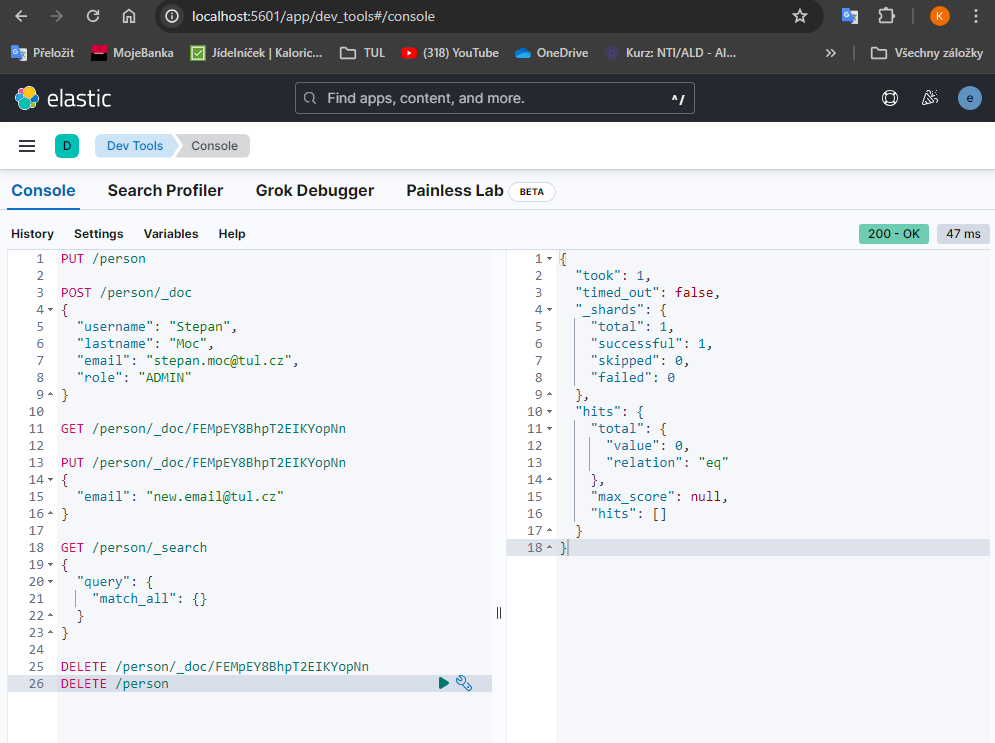 localhost:5601/app/dev_tools#/console
K
Přeložit MojeBanka Jídelníček | Kaloric... TUL (318) YouTube OneDrive Kurz: NTI/ALD - Al... » Všechny záložky
elastic Find apps, content, and more. ^/ e
D Dev Tools Console
Console Search Profiler Grok Debugger Painless Lab BETA
History Settings Variables Help 200 - OK 47 ms
1 PUT /person
2
3 POST /person/_doc
4 {
5 "username": "Stepan",
6 "lastname": "Moc",
7 "email": "stepan.moc@tul.cz",
8 "role": "ADMIN"
9 }
10
11 GET /person/_doc/FEMpEY8BhpT2EIKYopNn
12
13 PUT /person/_doc/FEMpEY8BhpT2EIKYopNn
14 {
15 "email": "new.email@tul.cz"
16 }
17
18 GET /person/_search
19 {
20 "query": {
21 "match_all": {}
22 }
23 }
24
25 DELETE /person/_doc/FEMpEY8BhpT2EIKYopNn
26 DELETE /person
1 {
2 "took": 1,
3 "timed_out": false,
4 "_shards": {
5 "total": 1,
6 "successful": 1,
7 "skipped": 0,
8 "failed": 0
9 },
10 "hits": {
11 "total": {
12 "value": 0,
13 "relation": "eq"
14 },
15 "max_score": null,
16 "hits": []
17 }
18 }